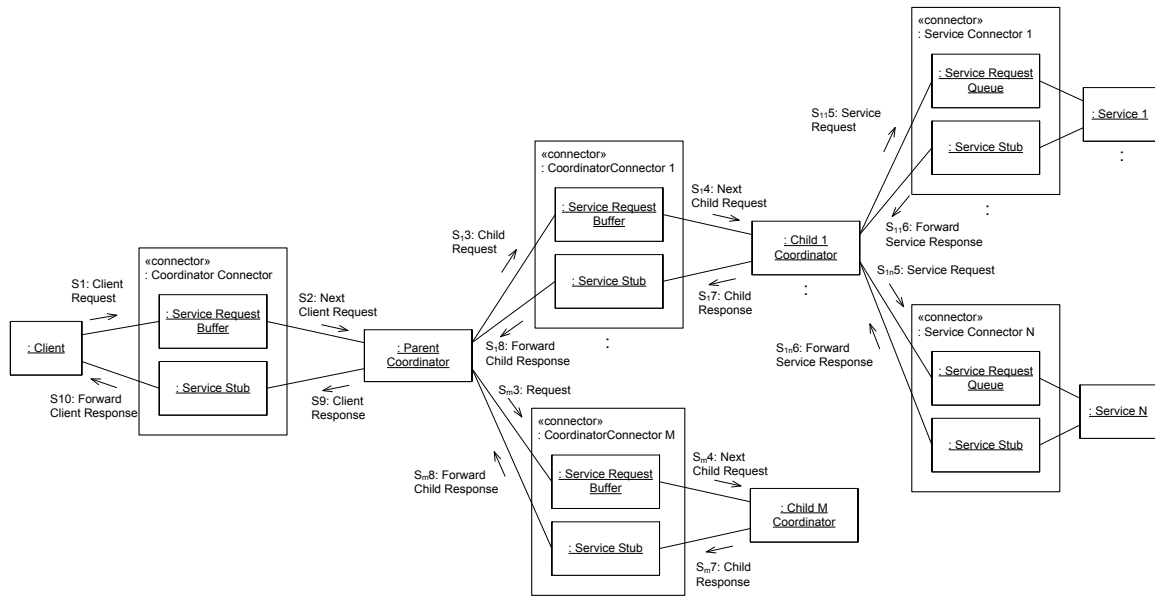 «connector»
: Service Connector 1
: Service Request
Queue
: Service Stub
: Service 1
:
:
S₁₁5: Service
Request
S₁₁6: Forward
Service Response
«connector»
: CoordinatorConnector 1
: Service Request
Buffer
: Service Stub
:
S₁3: Child
Request
S₁4: Next
Child Request
: Child 1
Coordinator
:
S₁7: Child
Response
S₁8: Forward
Child Response
S₁ₙ5: Service Request
S₁ₙ6: Forward
Service Response
«connector»
: Service Connector N
: Service Request
Queue
: Service Stub
: Service N
«connector»
: Coordinator Connector
S1: Client
Request
: Service Request
Buffer
: Service Stub
S2: Next
Client Request
: Client
: Parent
Coordinator
S10: Forward
Client Response
S9: Client
Response
Sₘ3: Request
«connector»
: CoordinatorConnector M
Sₘ8: Forward
Child Response
: Service Request
Buffer
: Service Stub
Sₘ4: Next
Child Request
: Child M
Coordinator
Sₘ7: Child
Response